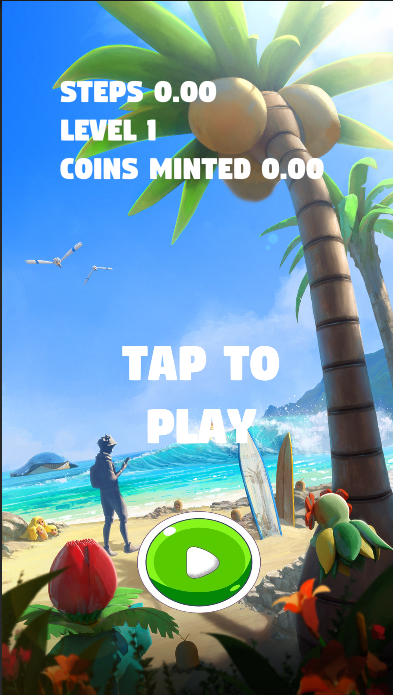 STEPS 0.00
LEVEL 1
COINS MINTED 0.00
TAP TO
PLAY